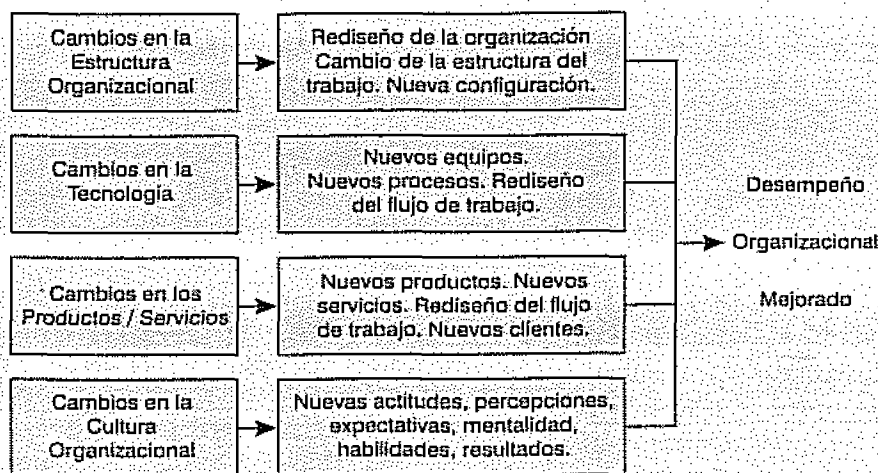 Cambios en la
Estructura
Organizacional
Rediseño de la organización
Cambio de la estructura del
trabajo. Nueva configuración.
Cambios en la
Tecnología
Nuevos equipos.
Nuevos procesos. Rediseño
del flujo de trabajo.
Cambios en los
Productos / Servicios
Nuevos productos. Nuevos
servicios. Rediseño del flujo
de trabajo. Nuevos clientes.
Cambios en la
Cultura
Organizacional
Nuevas actitudes, percepciones,
expectativas, mentalidad,
habilidades, resultados.
Desempeño
Organizacional
Mejorado